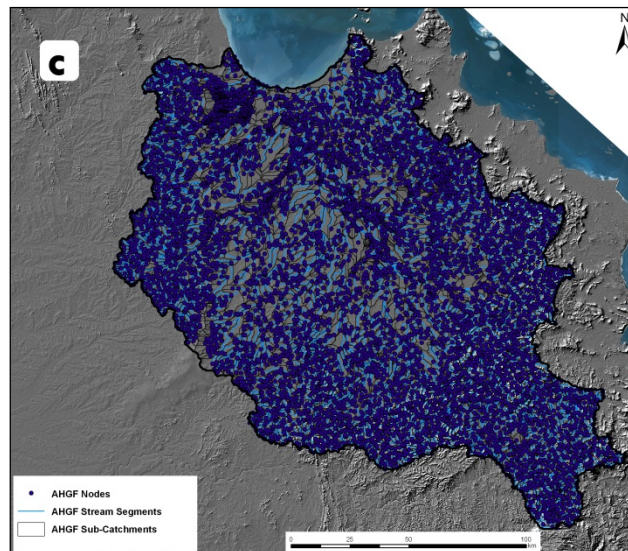 c
N
AHGF Nodes
AHGF Stream Segments
AHGF Sub-Catchments
0 25 50 100
km